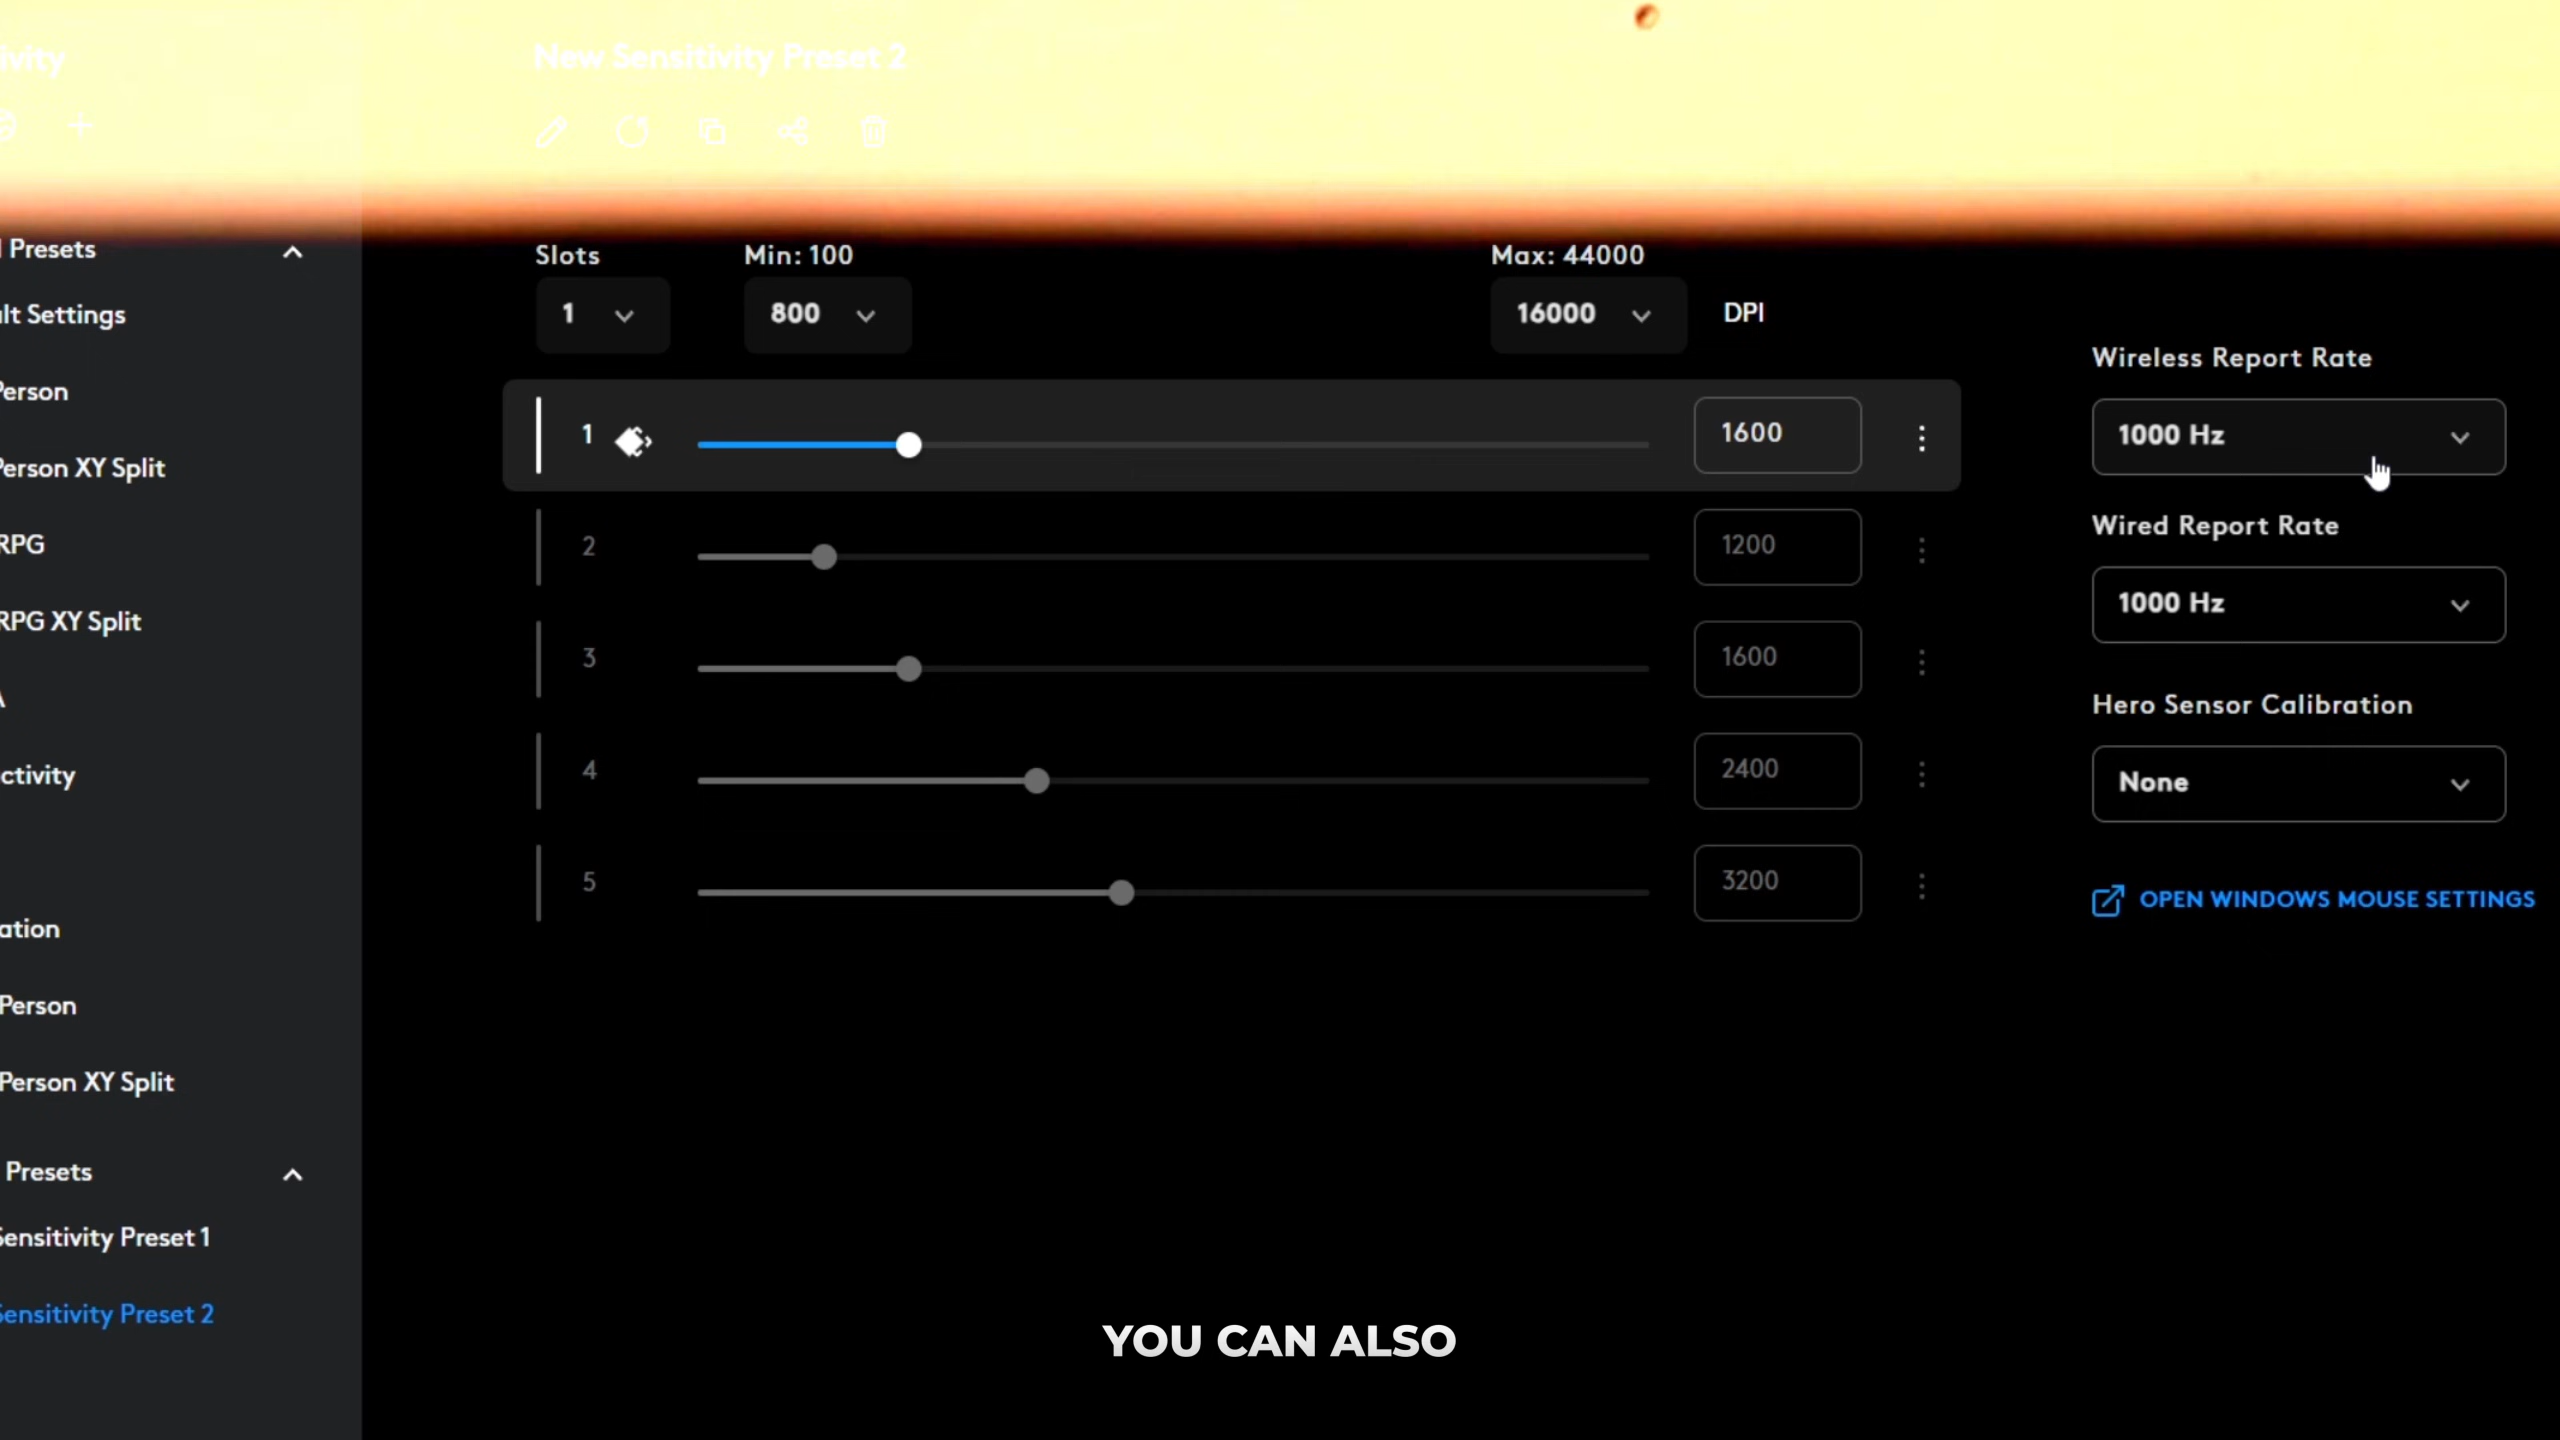 ivity
New Sensitivity Preset 2
Presets
Slots
Min: 100
Max: 44000
lt Settings
1
800
16000
DPI
Wireless Report Rate
Person
1
1600
1000 Hz
Person XY Split
Wired Report Rate
RPG
2
1200
1000 Hz
RPG XY Split
3
1600
A
Hero Sensor Calibration
ctivity
4
2400
None
5
3200
OPEN WINDOWS MOUSE SETTINGS
ation
Person
Person XY Split
Presets
Sensitivity Preset 1
Sensitivity Preset 2
YOU CAN ALSO